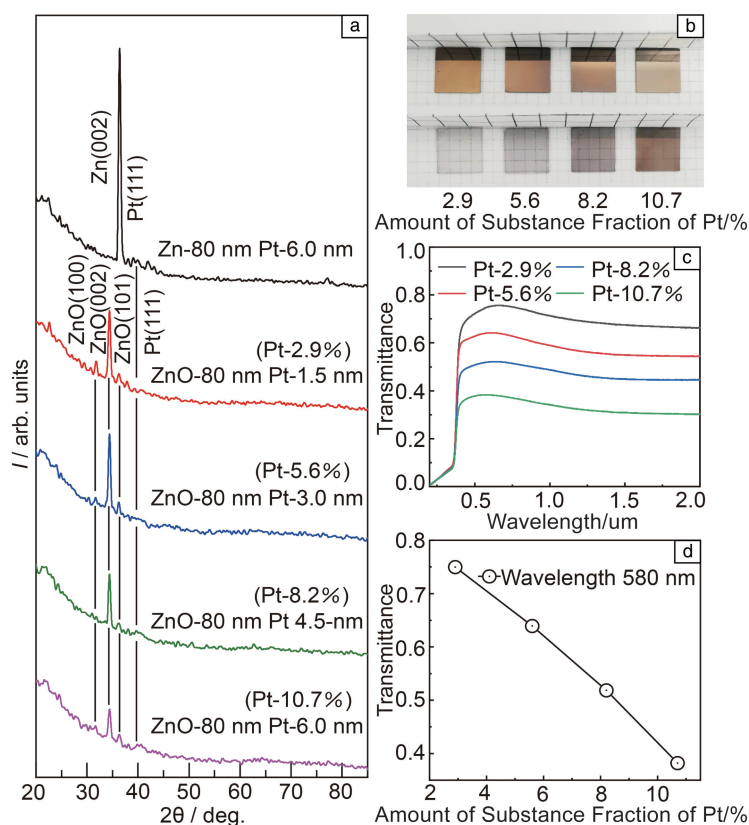 a
Zn(002)
Pt(111)
Zn-80 nm Pt-6.0 nm
ZnO(100)
ZnO(002)
ZnO(101)
Pt(111)
(Pt-2.9%)
ZnO-80 nm Pt-1.5 nm
(Pt-5.6%)
ZnO-80 nm Pt-3.0 nm
(Pt-8.2%)
ZnO-80 nm Pt 4.5-nm
(Pt-10.7%)
ZnO-80 nm Pt-6.0 nm
I / arb. units
20 30 40 50 60 70 80
2θ / deg.
b
2.9 5.6 8.2 10.7
Amount of Substance Fraction of Pt/%
c
Pt-2.9% Pt-8.2%
Pt-5.6% Pt-10.7%
Transmittance
1.0
0.8
0.6
0.4
0.3
0.0
0.5 1.0 1.5 2.0
Wavelength/um
d
Wavelength 580 nm
Transmittance
0.8
0.7
0.6
0.5
0.4
2 4 6 8 10
Amount of Substance Fraction of Pt/%